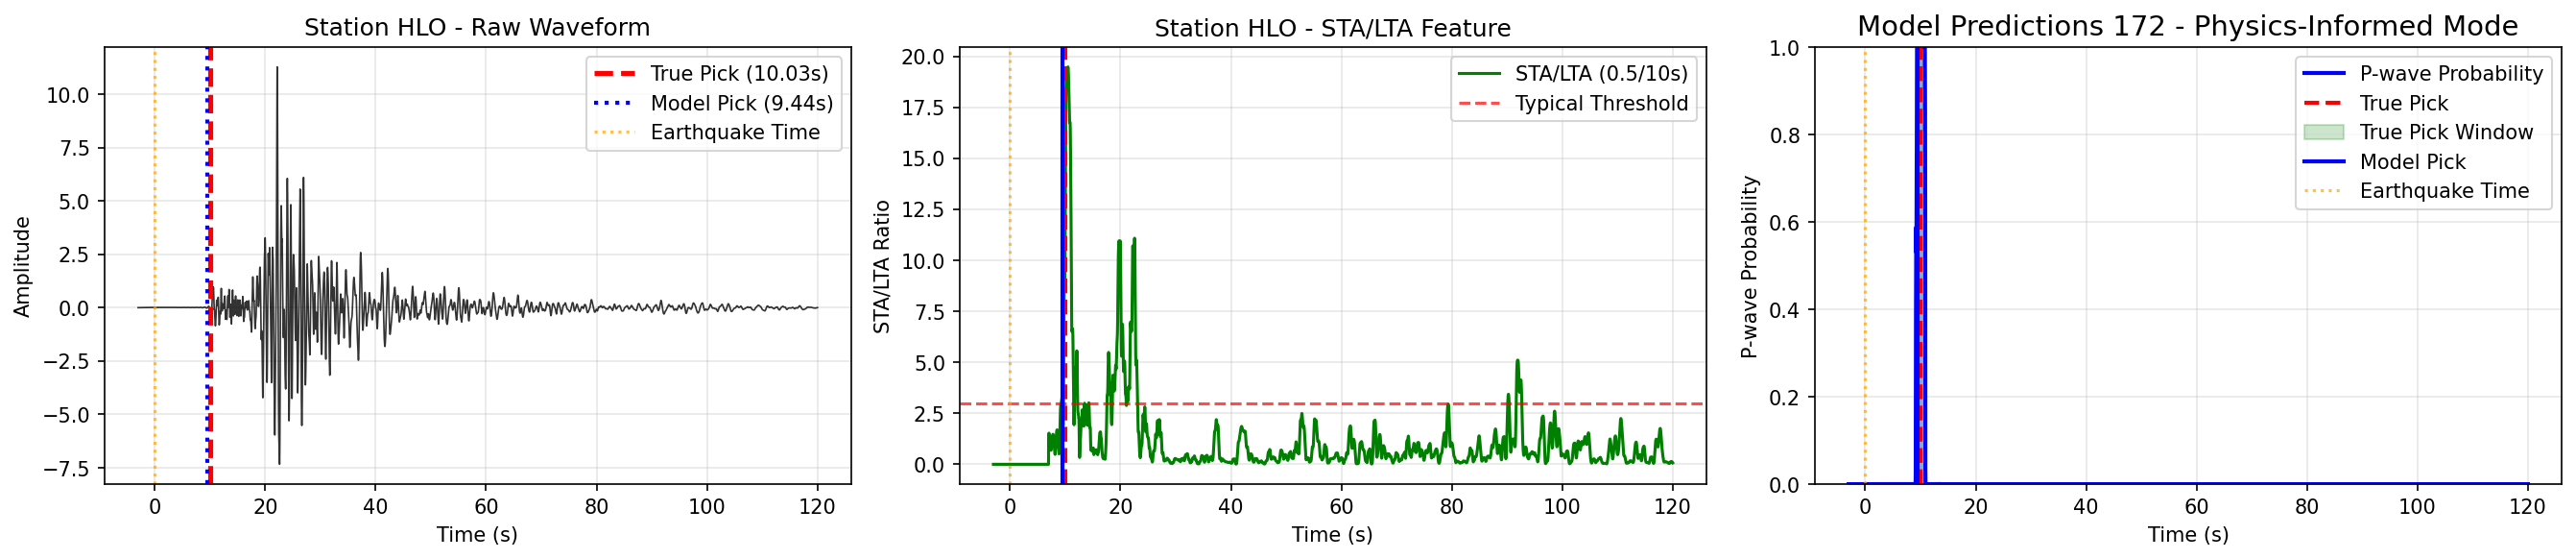 Station HLO - Raw Waveform
Amplitude
10.0
7.5
5.0
2.5
0.0
−2.5
−5.0
−7.5
True Pick (10.03s)
Model Pick (9.44s)
Earthquake Time
0 20 40 60 80 100 120
Time (s)
Station HLO - STA/LTA Feature
STA/LTA Ratio
20.0
17.5
15.0
12.5
10.0
7.5
5.0
2.5
0.0
STA/LTA (0.5/10s)
Typical Threshold
0 20 40 60 80 100 120
Time (s)
Model Predictions 172 - Physics-Informed Mode
P-wave Probability
1.0
0.8
0.6
0.4
0.2
0.0
P-wave Probability
True Pick
True Pick Window
Model Pick
Earthquake Time
0 20 40 60 80 100 120
Time (s)